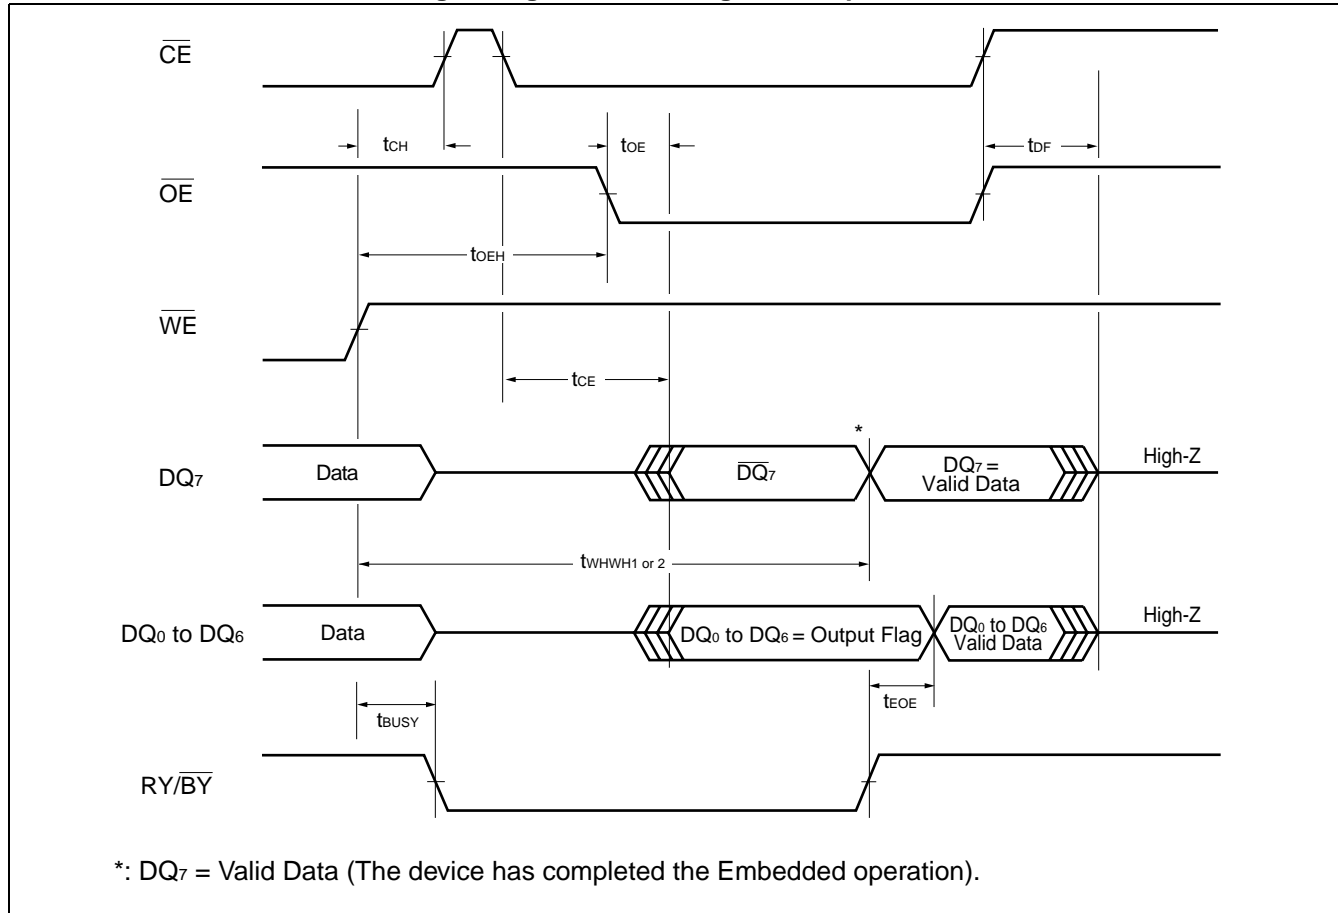 CE
tCH
tOE
tDF
OE
tOEH
WE
tCE
*
DQ7
Data
DQ7
DQ7 =
Valid Data
High-Z
tWHWH1 or 2
DQ0 to DQ6
Data
DQ0 to DQ6 = Output Flag
DQ0 to DQ6
Valid Data
High-Z
tBUSY
tEOE
RY/BY
*: DQ7 = Valid Data (The device has completed the Embedded operation).